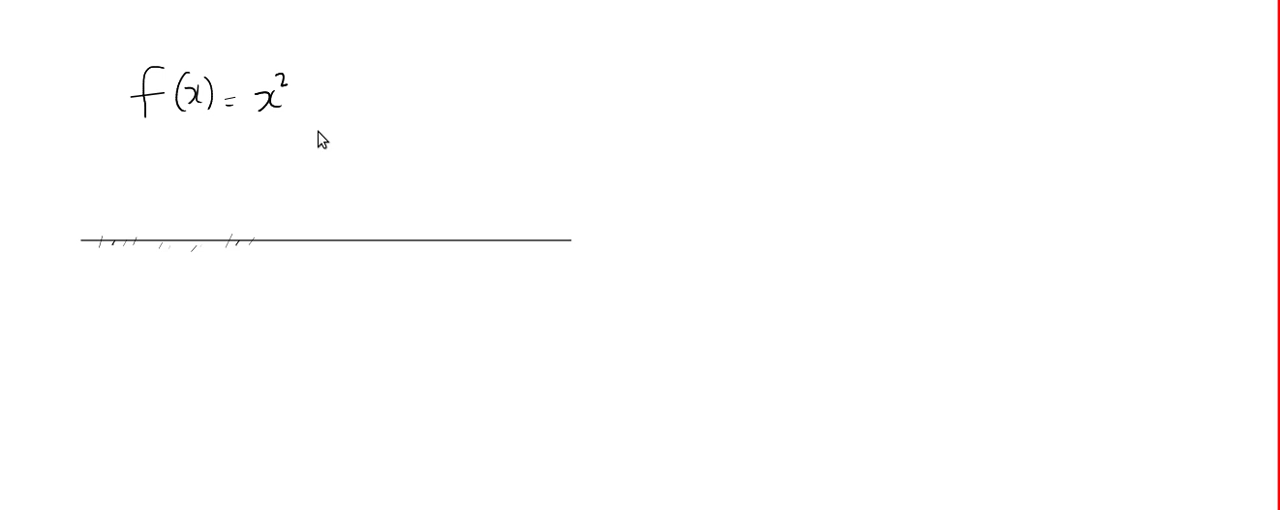 f(x) = x²